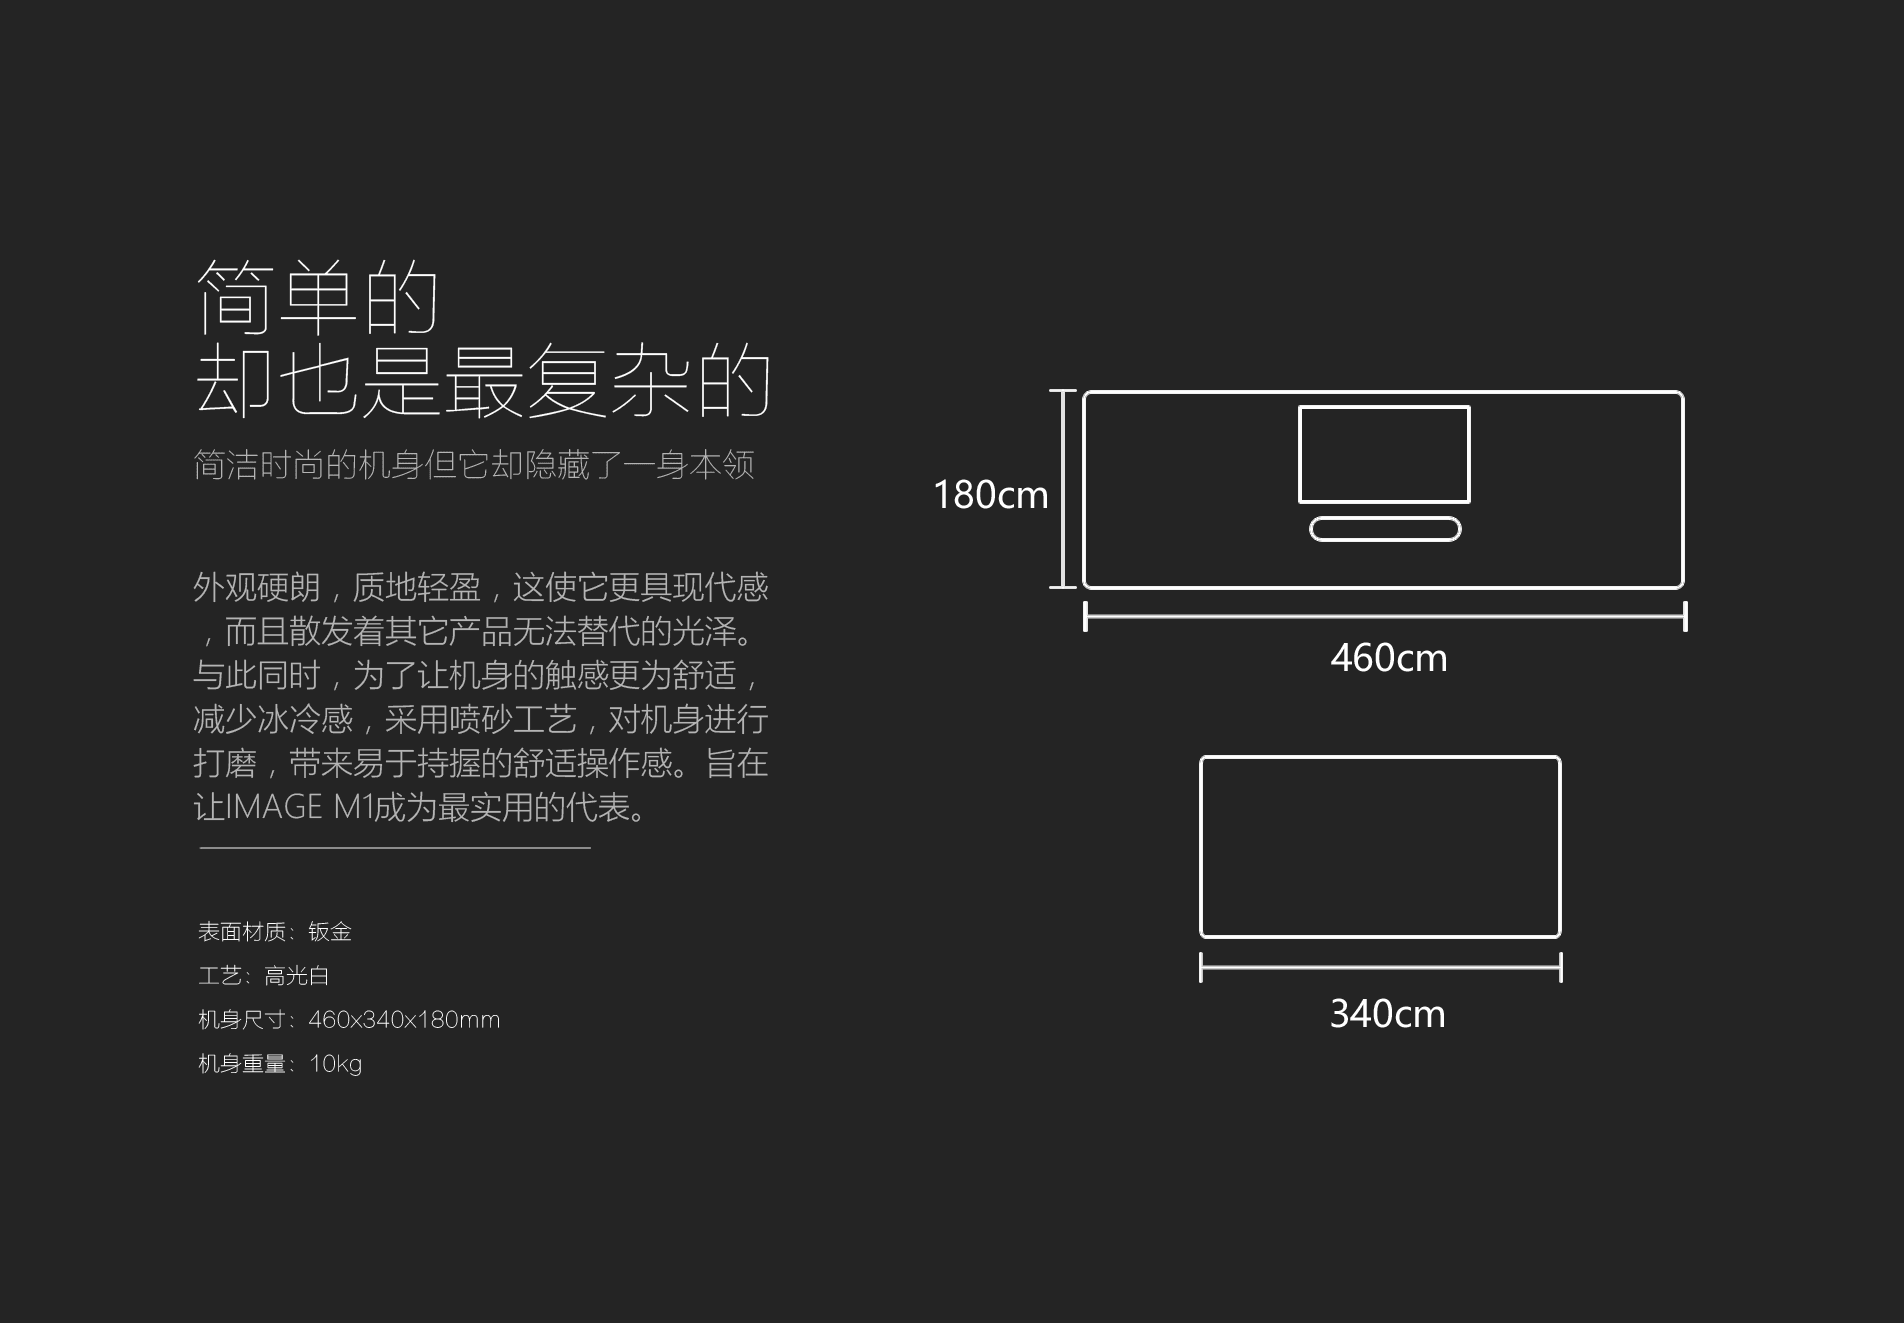 简单的
却也是最复杂的
简洁时尚的机身但它却隐藏了一身本领
外观硬朗，质地轻盈，这使它更具现代感
，而且散发着其它产品无法替代的光泽。
与此同时，为了让机身的触感更为舒适，
减少冰冷感，采用喷砂工艺，对机身进行
打磨，带来易于持握的舒适操作感。旨在
让IMAGE M1成为最实用的代表。
表面材质：钣金
工艺：高光白
机身尺寸：460x340x180mm
机身重量：10kg
180cm
460cm
340cm